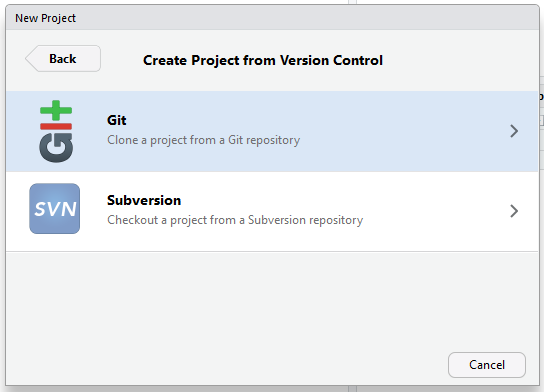 New Project
Back
Create Project from Version Control
git
Git
Clone a project from a Git repository
SVN
Subversion
Checkout a project from a Subversion repository
Cancel